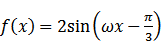 f(x) = 2sin(ωx − π/3)